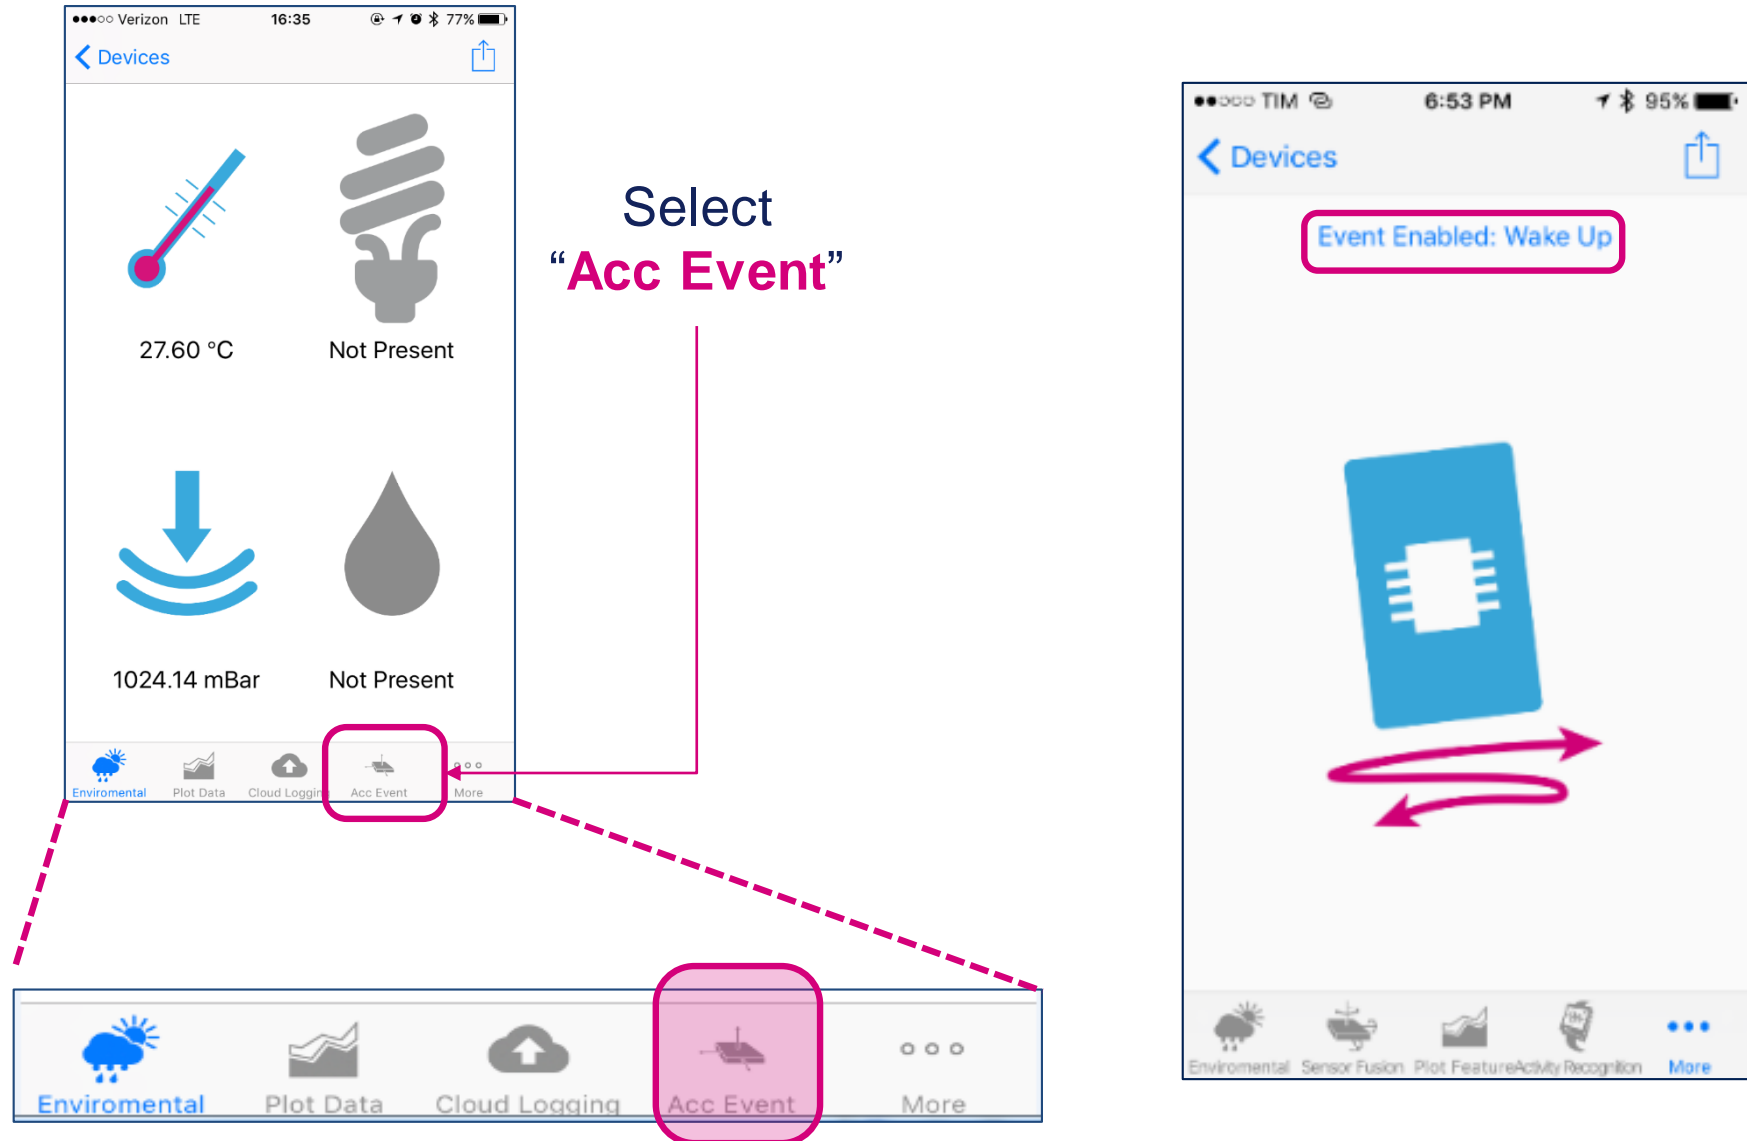 Verizon LTE 16:35 77%
Devices
27.60 °C Not Present
1024.14 mBar Not Present
Enviromental Plot Data Cloud Logging Acc Event More
Select
“Acc Event”
Enviromental Plot Data Cloud Logging Acc Event More
TIM 6:53 PM 95%
Devices
Event Enabled: Wake Up
Enviromental Sensor Fusion Plot Feature Activity Recognition More